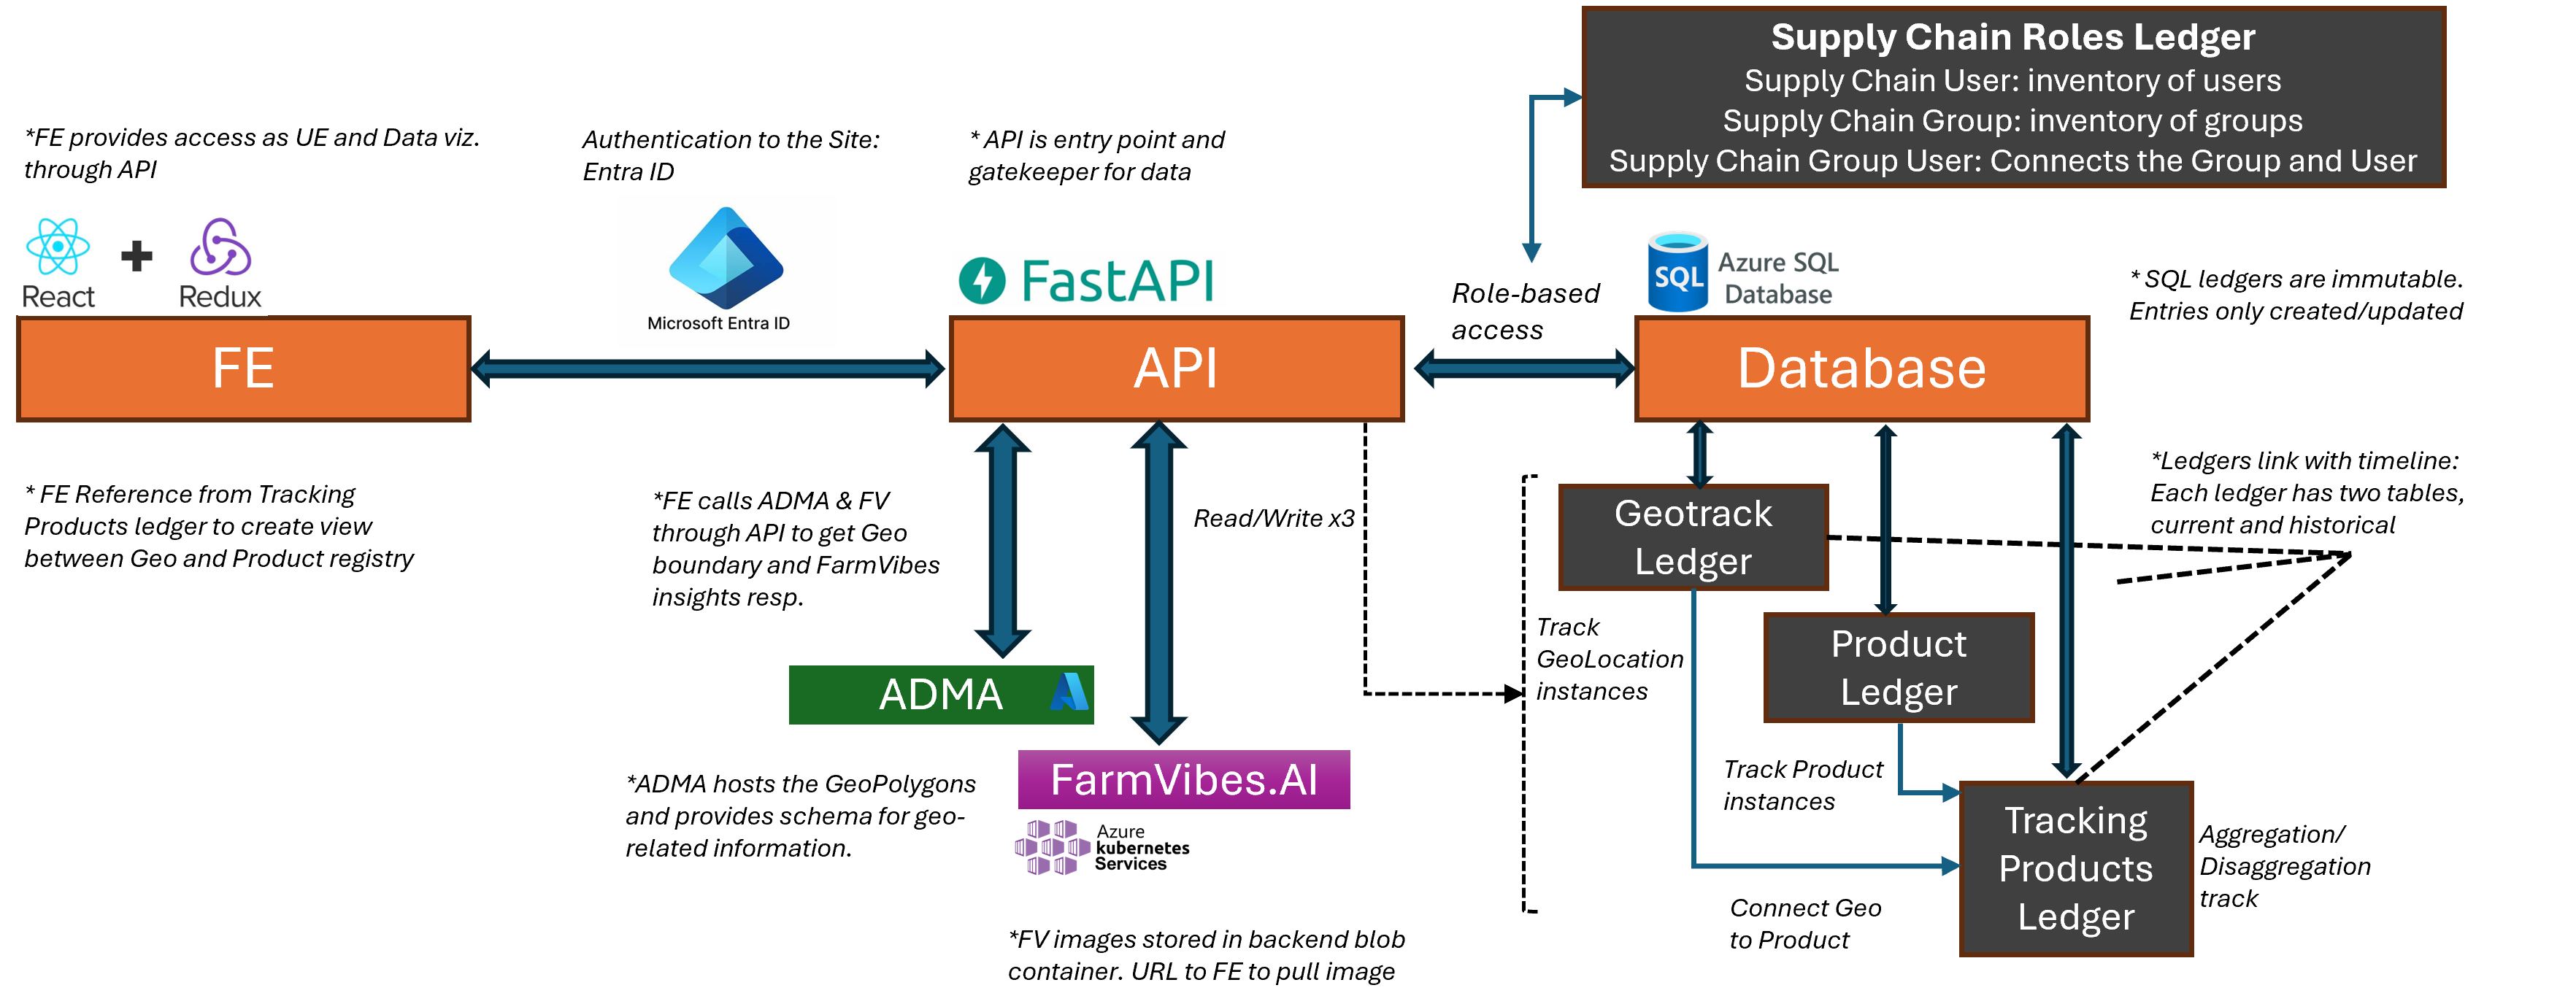 Supply Chain Roles Ledger
Supply Chain User: inventory of users
Supply Chain Group: inventory of groups
Supply Chain Group User: Connects the Group and User
*FE provides access as UE and Data viz.
through API
Authentication to the Site:
Entra ID
* API is entry point and
gatekeeper for data
React
Redux
Microsoft Entra ID
FastAPI
Role-based
access
SQL
Azure SQL
Database
* SQL ledgers are immutable.
Entries only created/updated
FE
API
Database
* FE Reference from Tracking
Products ledger to create view
between Geo and Product registry
*FE calls ADMA & FV
through API to get Geo
boundary and FarmVibes
insights resp.
Read/Write x3
*Ledgers link with timeline:
Each ledger has two tables,
current and historical
Geotrack
Ledger
Track
GeoLocation
instances
Product
Ledger
ADMA
*ADMA hosts the GeoPolygons
and provides schema for geo-
related information.
FarmVibes.AI
Azure
kubernetes
Services
Track Product
instances
Tracking
Products
Ledger
Aggregation/
Disaggregation
track
Connect Geo
to Product
*FV images stored in backend blob
container. URL to FE to pull image